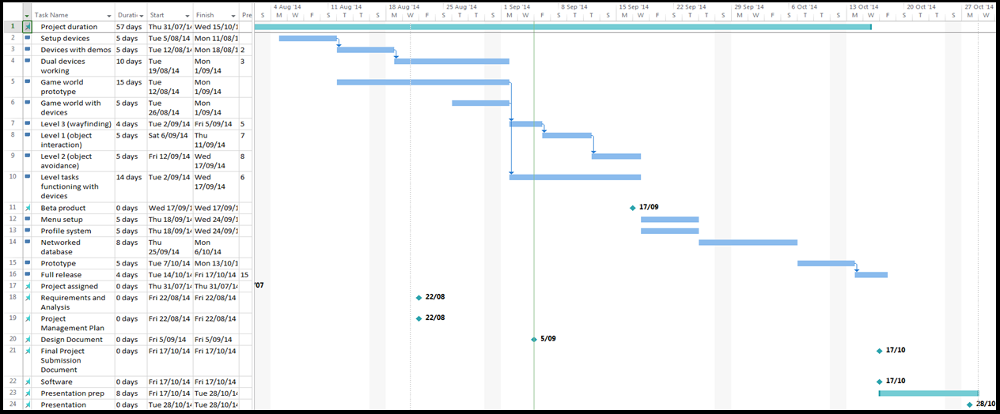 Task Name Durati Start Finish Pre
4 Aug '14 11 Aug '14 18 Aug '14 25 Aug '14 1 Sep '14 8 Sep '14 15 Sep '14 22 Sep '14 29 Sep '14 6 Oct '14 13 Oct '14 20 Oct '14 27 Oct '14
S M W F S T T S M W F S T T S M W F S T T S M W F S T T S M W F S T T S M W F S T T S M W
1 Project duration 57 days Thu 31/07/14 Wed 15/10/1
2 Setup devices 5 days Tue 5/08/14 Mon 11/08/1
3 Devices with demos 5 days Tue 12/08/14 Mon 18/08/1 2
4 Dual devices 10 days Tue Mon 3
working 19/08/14 1/09/14
5 Game world 15 days Tue Mon
prototype 12/08/14 1/09/14
6 Game world with 5 days Tue Mon
devices 26/08/14 1/09/14
7 Level 3 (wayfinding) 4 days Tue 2/09/14 Fri 5/09/14 5
8 Level 1 (object 5 days Sat 6/09/14 Thu 7
interaction) 11/09/14
9 Level 2 (object 5 days Fri 12/09/14 Wed 8
avoidance) 17/09/14
10 Level tasks 14 days Tue 2/09/14 Wed 6
functioning with 17/09/14
devices
11 Beta product 0 days Wed 17/09/1 Wed 17/09/1 17/09
12 Menu setup 5 days Thu 18/09/14 Wed 24/09/1
13 Profile system 5 days Thu 18/09/14 Wed 24/09/1
14 Networked 8 days Thu Mon
database 25/09/14 6/10/14
15 Prototype 5 days Tue 7/10/14 Mon 13/10/1
16 Full release 4 days Tue 14/10/14 Fri 17/10/14 15
17 Project assigned 0 days Thu 31/07/14 Thu 31/07/14 '07
18 Requirements and 0 days Fri 22/08/14 Fri 22/08/14 22/08
Analysis
19 Project 0 days Fri 22/08/14 Fri 22/08/14 22/08
Management Plan
20 Design Document 0 days Fri 5/09/14 Fri 5/09/14 5/09
21 Final Project 0 days Fri 17/10/14 Fri 17/10/14 17/10
Submission
Document
22 Software 0 days Fri 17/10/14 Fri 17/10/14 17/10
23 Presentation prep 8 days Fri 17/10/14 Tue 28/10/14
24 Presentation 0 days Tue 28/10/14 Tue 28/10/14 28/10